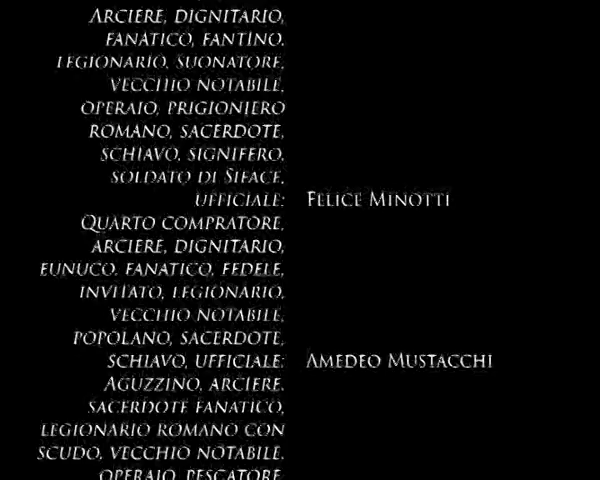 ARCIERE, DIGNITARIO,
FANATICO, FANTINO,
LEGIONARIO, SUONATORE,
VECCHIO NOTABILE,
OPERAIO, PRIGIONIERO
ROMANO, SACERDOTE,
SCHIAVO, SIGNIFERO,
SOLDATO DI SIFACE,
UFFICIALE: FELICE MINOTTI
QUARTO COMPRATORE,
ARCIERE, DIGNITARIO,
EUNUCO, FANATICO, FEDELE,
INVITATO, LEGIONARIO,
VECCHIO NOTABILE,
POPOLANO, SACERDOTE,
SCHIAVO, UFFICIALE: AMEDEO MUSTACCHI
AGUZZINO, ARCIERE,
SACERDOTE FANATICO,
LEGIONARIO ROMANO CON
SCUDO, VECCHIO NOTABILE,
OPERAIO, PESCATORE,